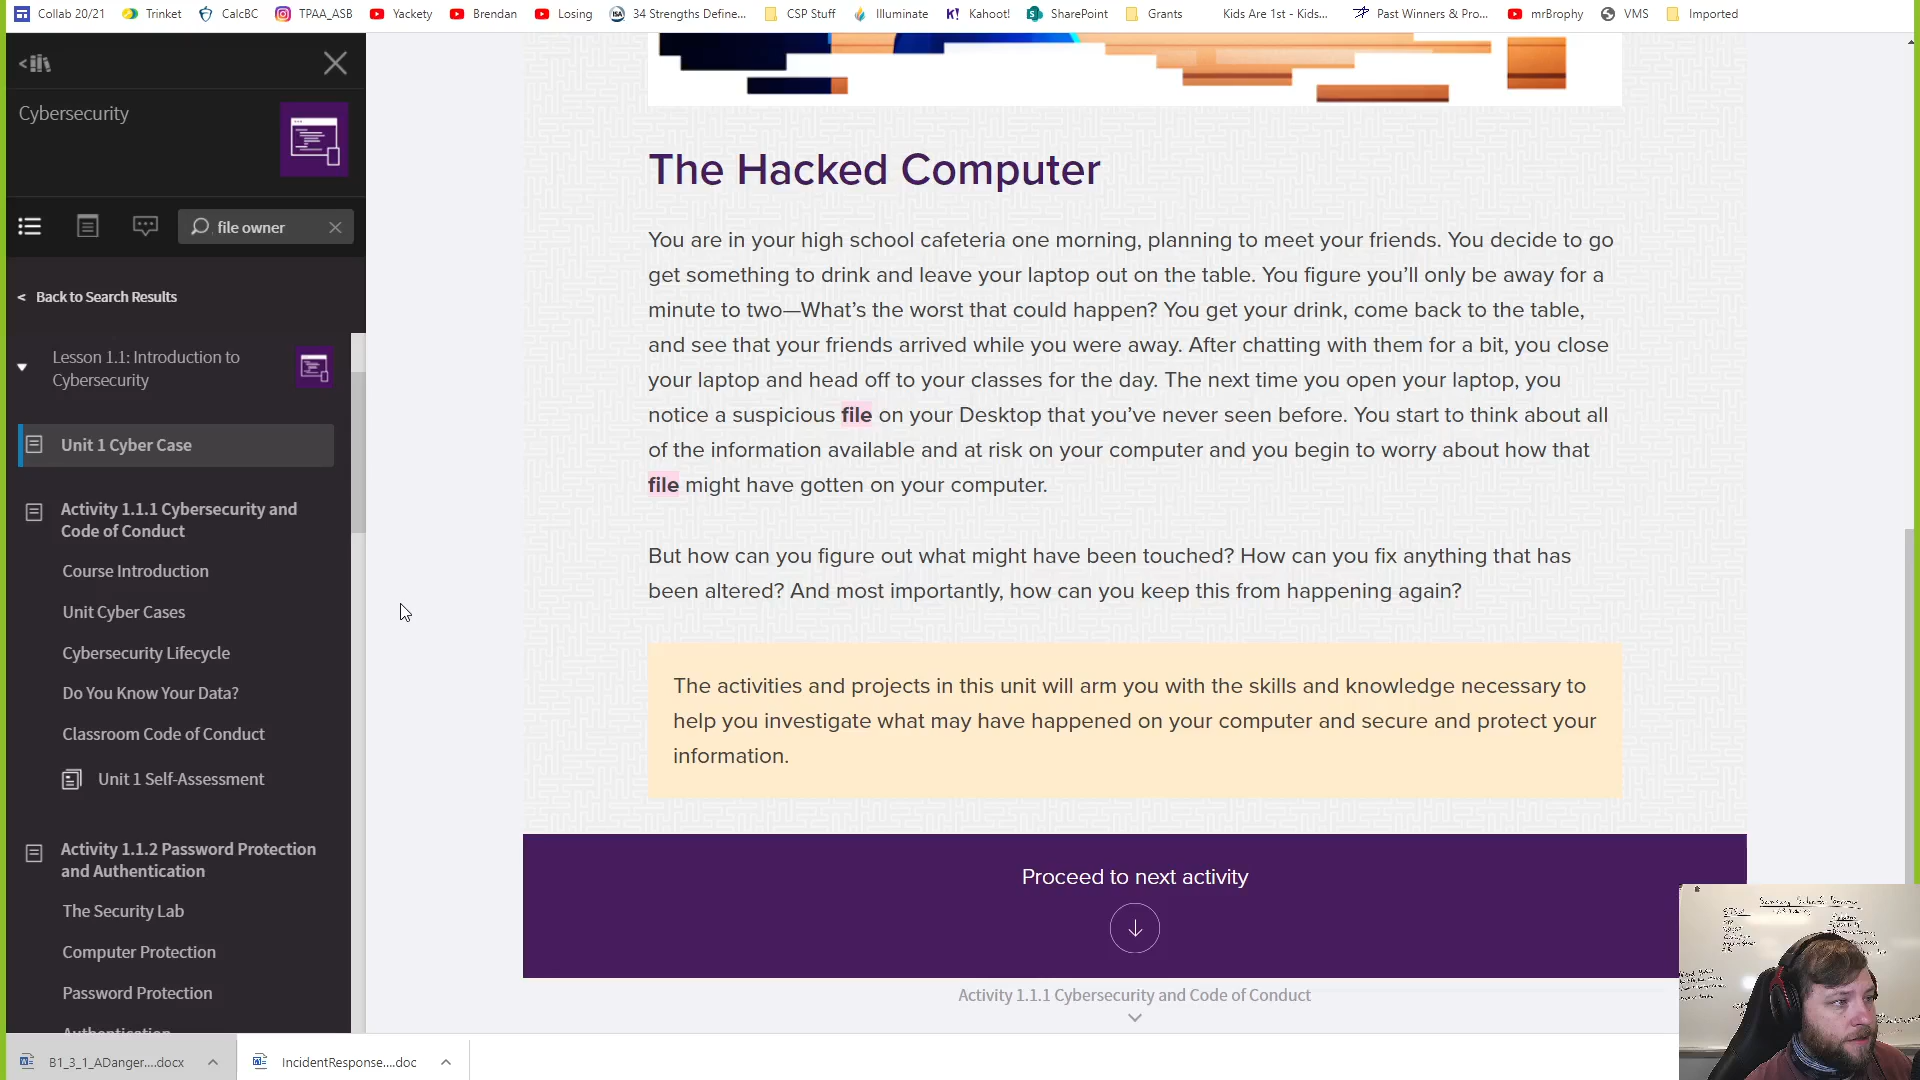 Collab 20/21
Trinket
CalcBC
TPAA_ASB
Yackety
Brendan
Losing
34 Strengths Define...
CSP Stuff
Illuminate
Kahoot!
SharePoint
Grants
Kids Are 1st - Kids...
Past Winners & Pro...
mrBrophy
VMS
Imported
Cybersecurity
file owner
< Back to Search Results
Lesson 1.1: Introduction to
Cybersecurity
Unit 1 Cyber Case
Activity 1.1.1 Cybersecurity and
Code of Conduct
Course Introduction
Unit Cyber Cases
Cybersecurity Lifecycle
Do You Know Your Data?
Classroom Code of Conduct
Unit 1 Self-Assessment
Activity 1.1.2 Password Protection
and Authentication
The Security Lab
Computer Protection
Password Protection
Authentication
The Hacked Computer
You are in your high school cafeteria one morning, planning to meet your friends. You decide to go
get something to drink and leave your laptop out on the table. You figure you’ll only be away for a
minute to two—What’s the worst that could happen? You get your drink, come back to the table,
and see that your friends arrived while you were away. After chatting with them for a bit, you close
your laptop and head off to your classes for the day. The next time you open your laptop, you
notice a suspicious file on your Desktop that you’ve never seen before. You start to think about all
of the information available and at risk on your computer and you begin to worry about how that
file might have gotten on your computer.
But how can you figure out what might have been touched? How can you fix anything that has
been altered? And most importantly, how can you keep this from happening again?
The activities and projects in this unit will arm you with the skills and knowledge necessary to
help you investigate what may have happened on your computer and secure and protect your
information.
Proceed to next activity
Activity 1.1.1 Cybersecurity and Code of Conduct
B1_3_1_ADanger....docx
IncidentResponse....doc